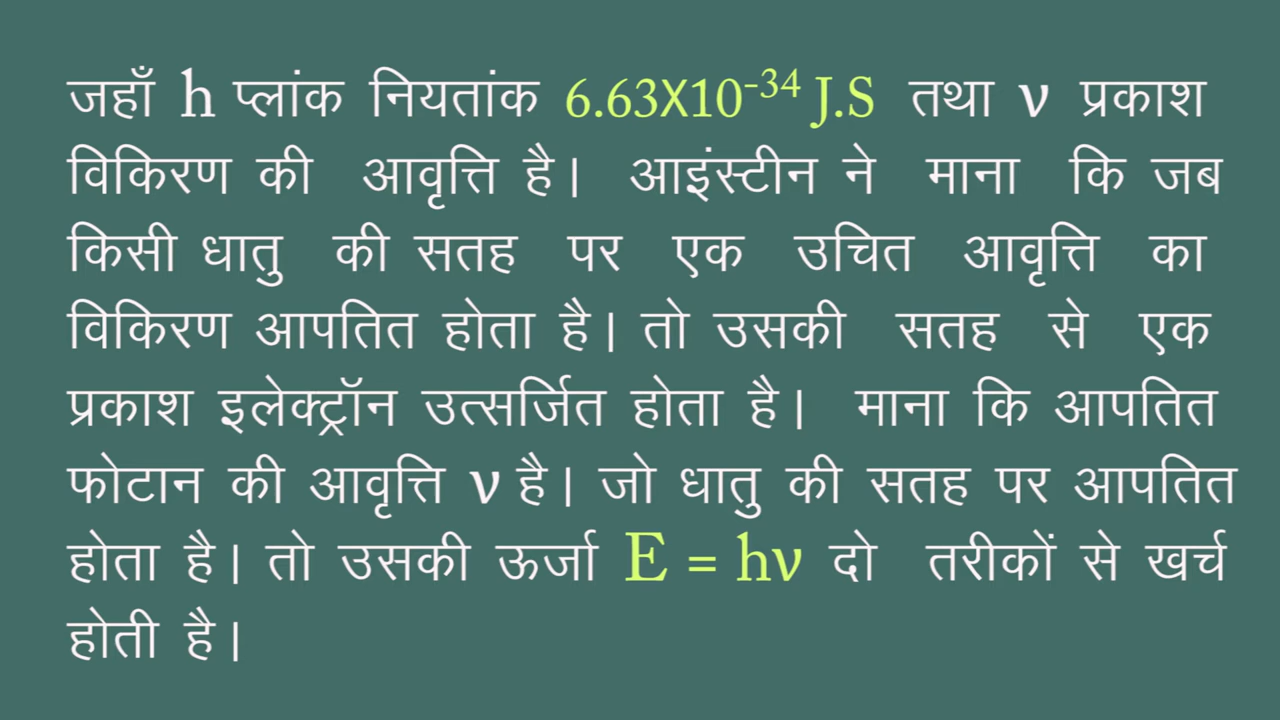 जहाँ h प्लांक नियतांक 6.63X10⁻³⁴ J.S तथा ν प्रकाश
विकिरण की आवृत्ति है। आइंस्टीन ने माना कि जब
किसी धातु की सतह पर एक उचित आवृत्ति का
विकिरण आपतित होता है। तो उसकी सतह से एक
प्रकाश इलेक्ट्रॉन उत्सर्जित होता है। माना कि आपतित
फोटान की आवृत्ति ν है। जो धातु की सतह पर आपतित
होता है। तो उसकी ऊर्जा E = hν दो तरीकों से खर्च
होती है।